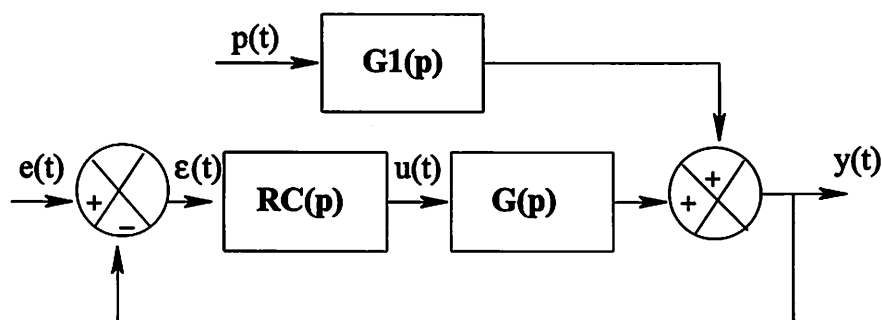 p(t)
G1(p)
e(t)
+
−
ε(t)
RC(p)
u(t)
G(p)
+
+
y(t)